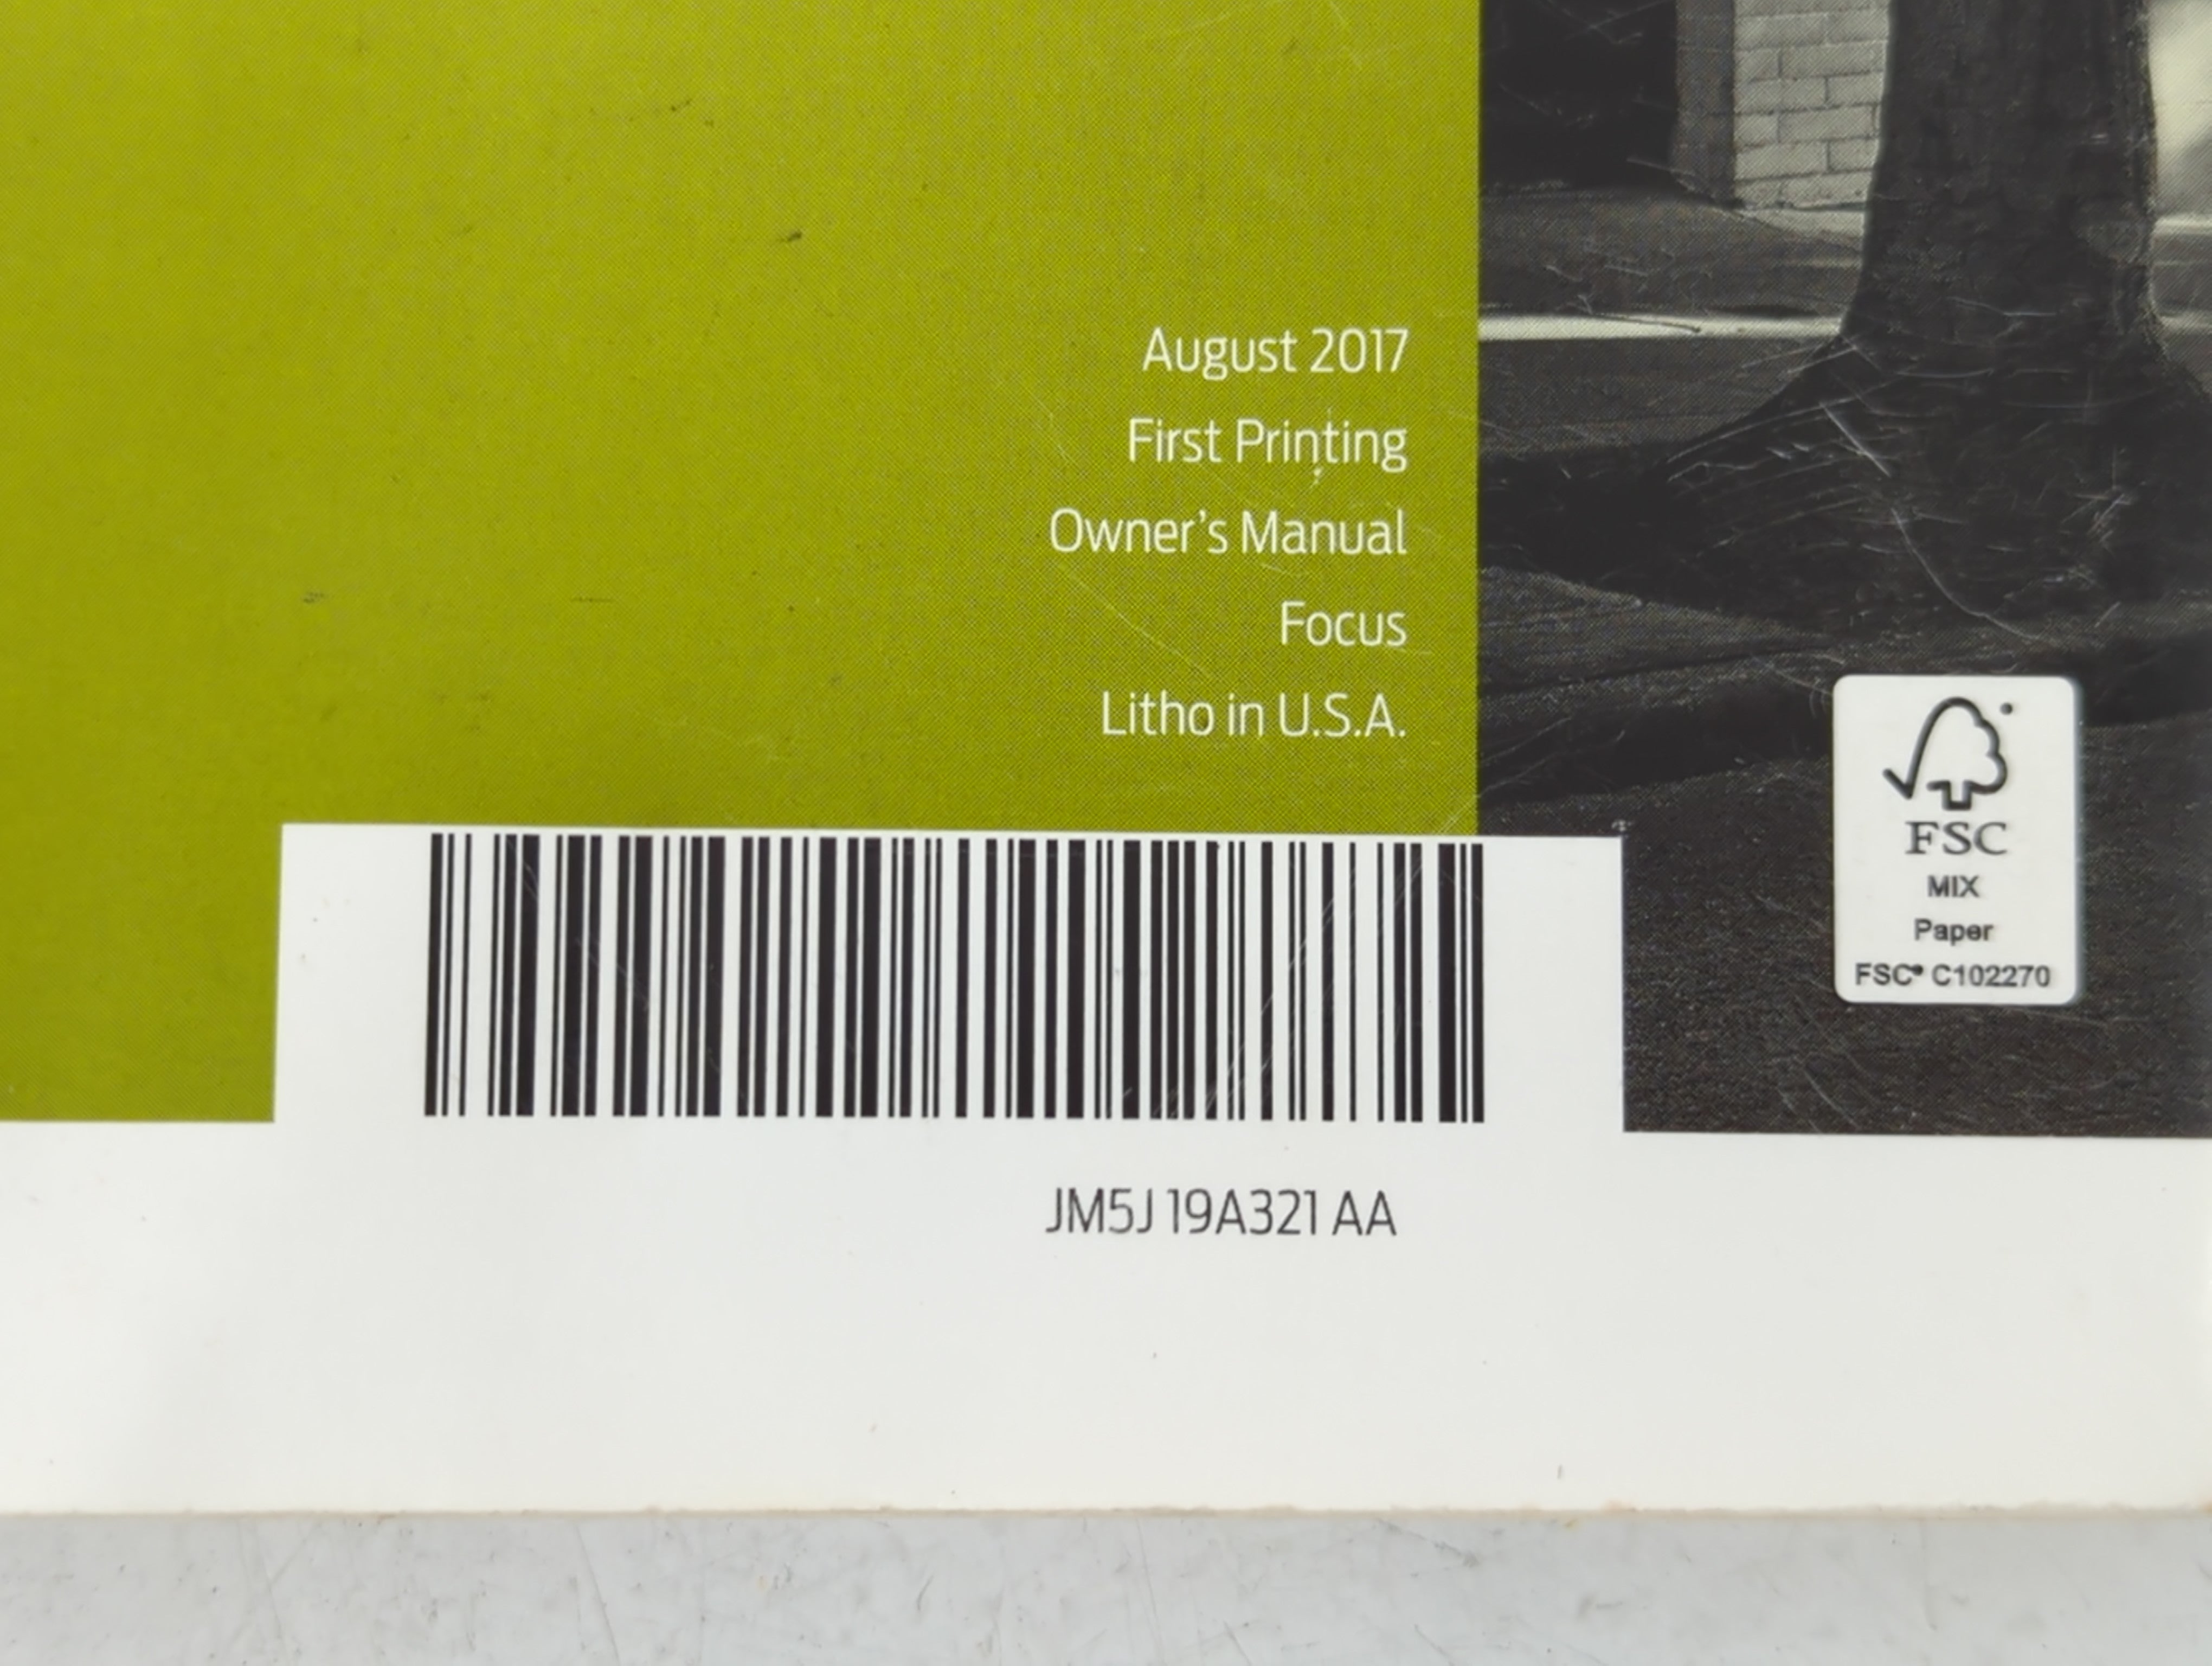 August 2017
First Printing
Owner's Manual
Focus
Litho in U.S.A.
FSC
MIX
Paper
FSC® C102270
JM5J 19A321 AA